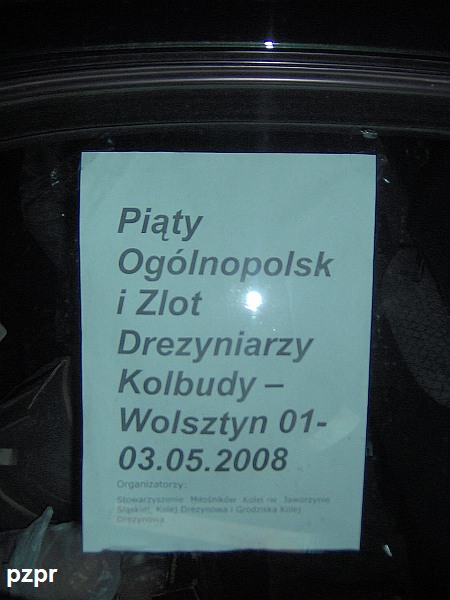 Piąty
Ogólnopolsk
i Zlot
Drezyniarzy
Kolbudy –
Wolsztyn 01-
03.05.2008
Organizatorzy:
Stowarzyszenie Miłośników Kolei w Jaworzynie
Śląskiej, Kolej Drezynowa i Grodziska Kolej
Drezynowa
pzpr